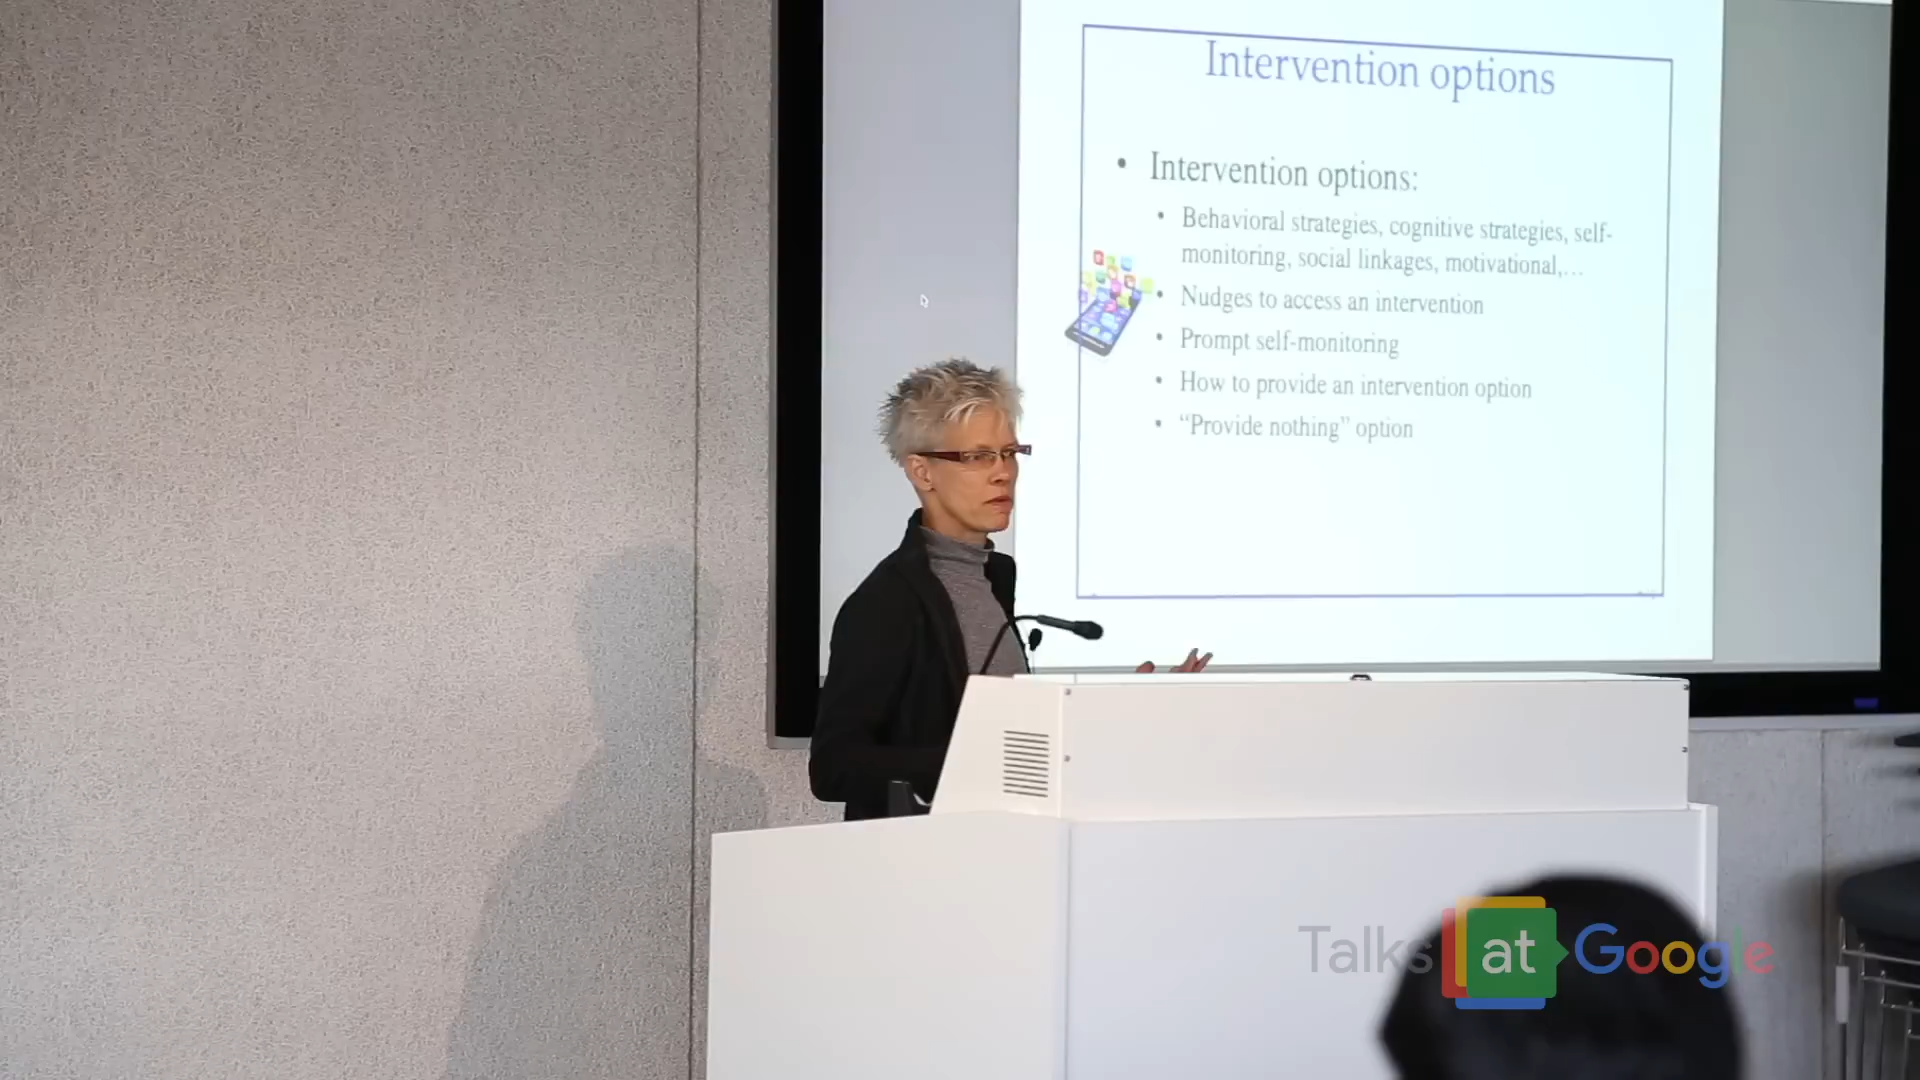 Intervention options
• Intervention options:
• Behavioral strategies, cognitive strategies, self-
monitoring, social linkages, motivational,...
• Nudges to access an intervention
• Prompt self-monitoring
• How to provide an intervention option
• “Provide nothing” option
Talks at Google